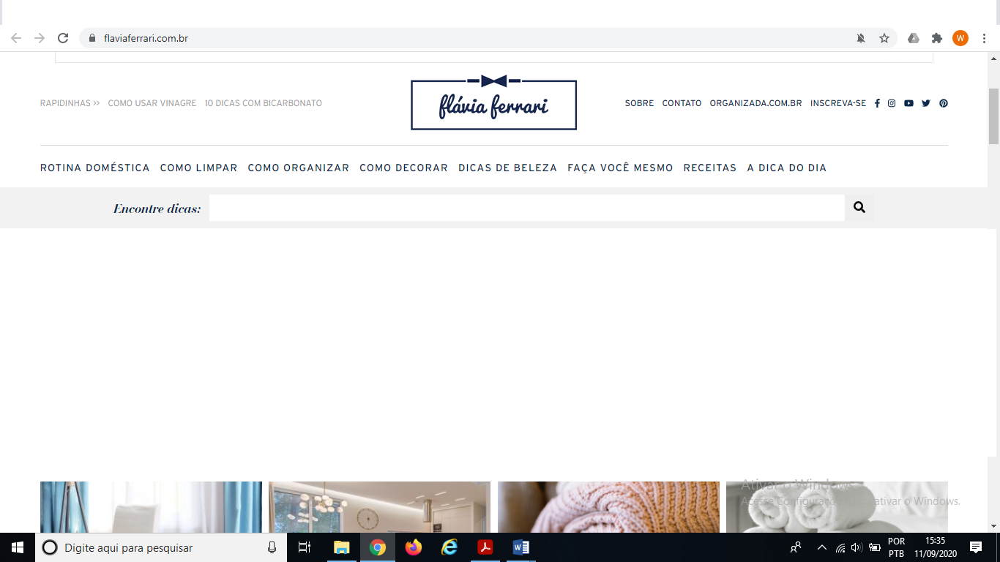 flaviaferrari.com.br
W
RAPIDINHAS >> COMO USAR VINAGRE 10 DICAS COM BICARBONATO
flávia ferrari
SOBRE CONTATO ORGANIZADA.COM.BR INSCREVA-SE
ROTINA DOMÉSTICA COMO LIMPAR COMO ORGANIZAR COMO DECORAR DICAS DE BELEZA FAÇA VOCÊ MESMO RECEITAS A DICA DO DIA
Encontre dicas:
Ativar o Windows
Acesse Configurações ativar o Windows.
Digite aqui para pesquisar
POR
PTB
15:35
11/09/2020